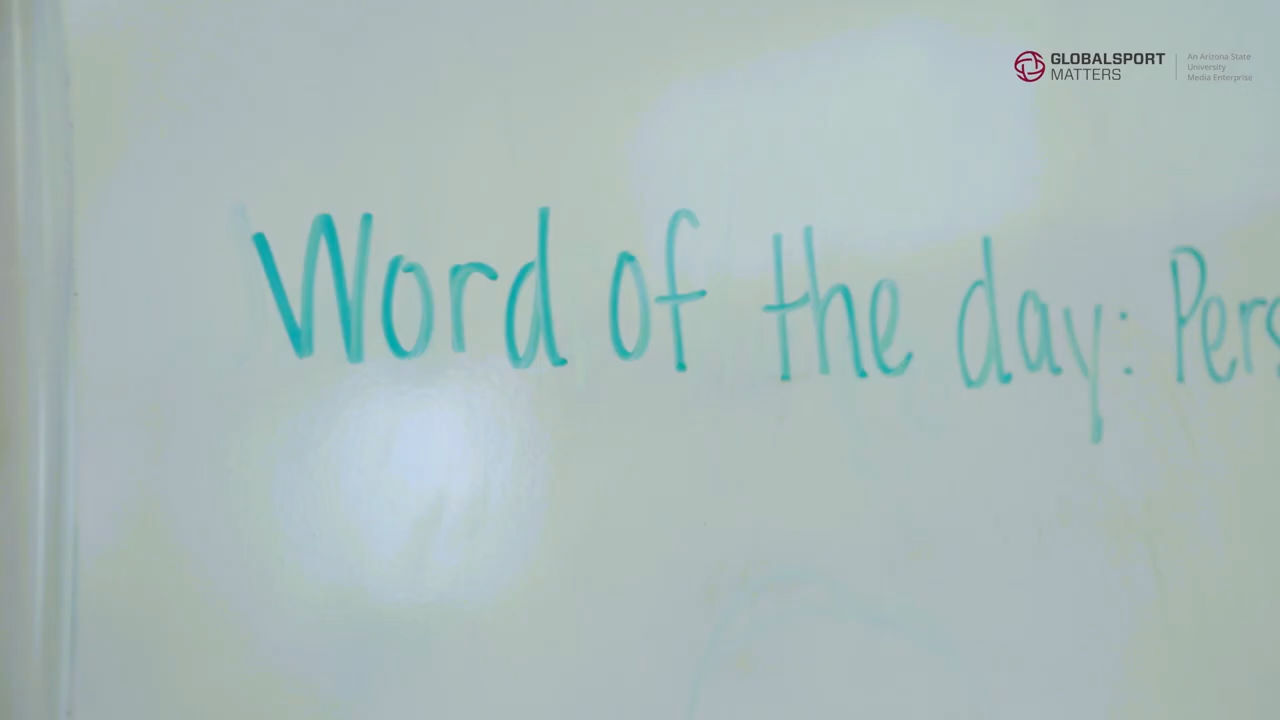 GLOBALSPORT
MATTERS
An Arizona State
University
Media Enterprise
Word of the day: